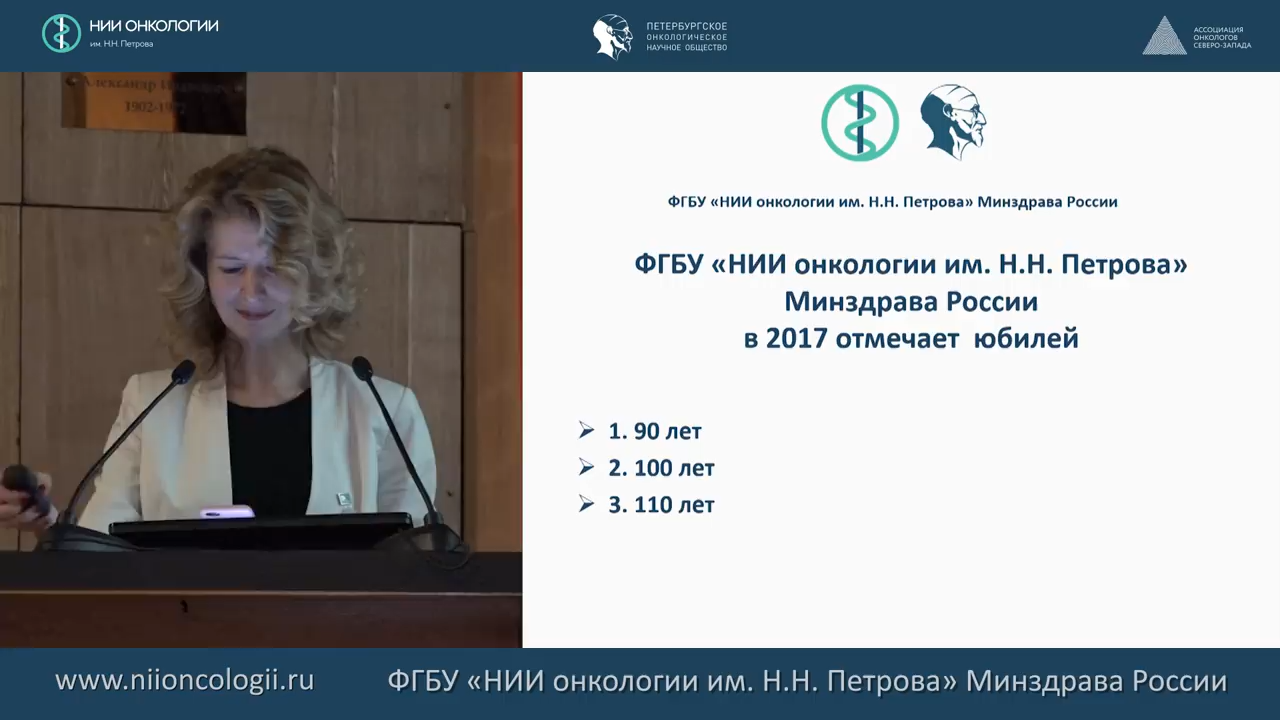 НИИ ОНКОЛОГИИ
им. Н.Н. Петрова
ПЕТЕРБУРГСКОЕ
ОНКОЛОГИЧЕСКОЕ
НАУЧНОЕ ОБЩЕСТВО
АССОЦИАЦИЯ
ОНКОЛОГОВ
СЕВЕРО-ЗАПАДА
Александр
ФГБУ «НИИ онкологии им. Н.Н. Петрова» Минздрава России
ФГБУ «НИИ онкологии им. Н.Н. Петрова»
Минздрава России
в 2017 отмечает юбилей
1. 90 лет
2. 100 лет
3. 110 лет
www.niioncologii.ru
ФГБУ «НИИ онкологии им. Н.Н. Петрова» Минздрава России